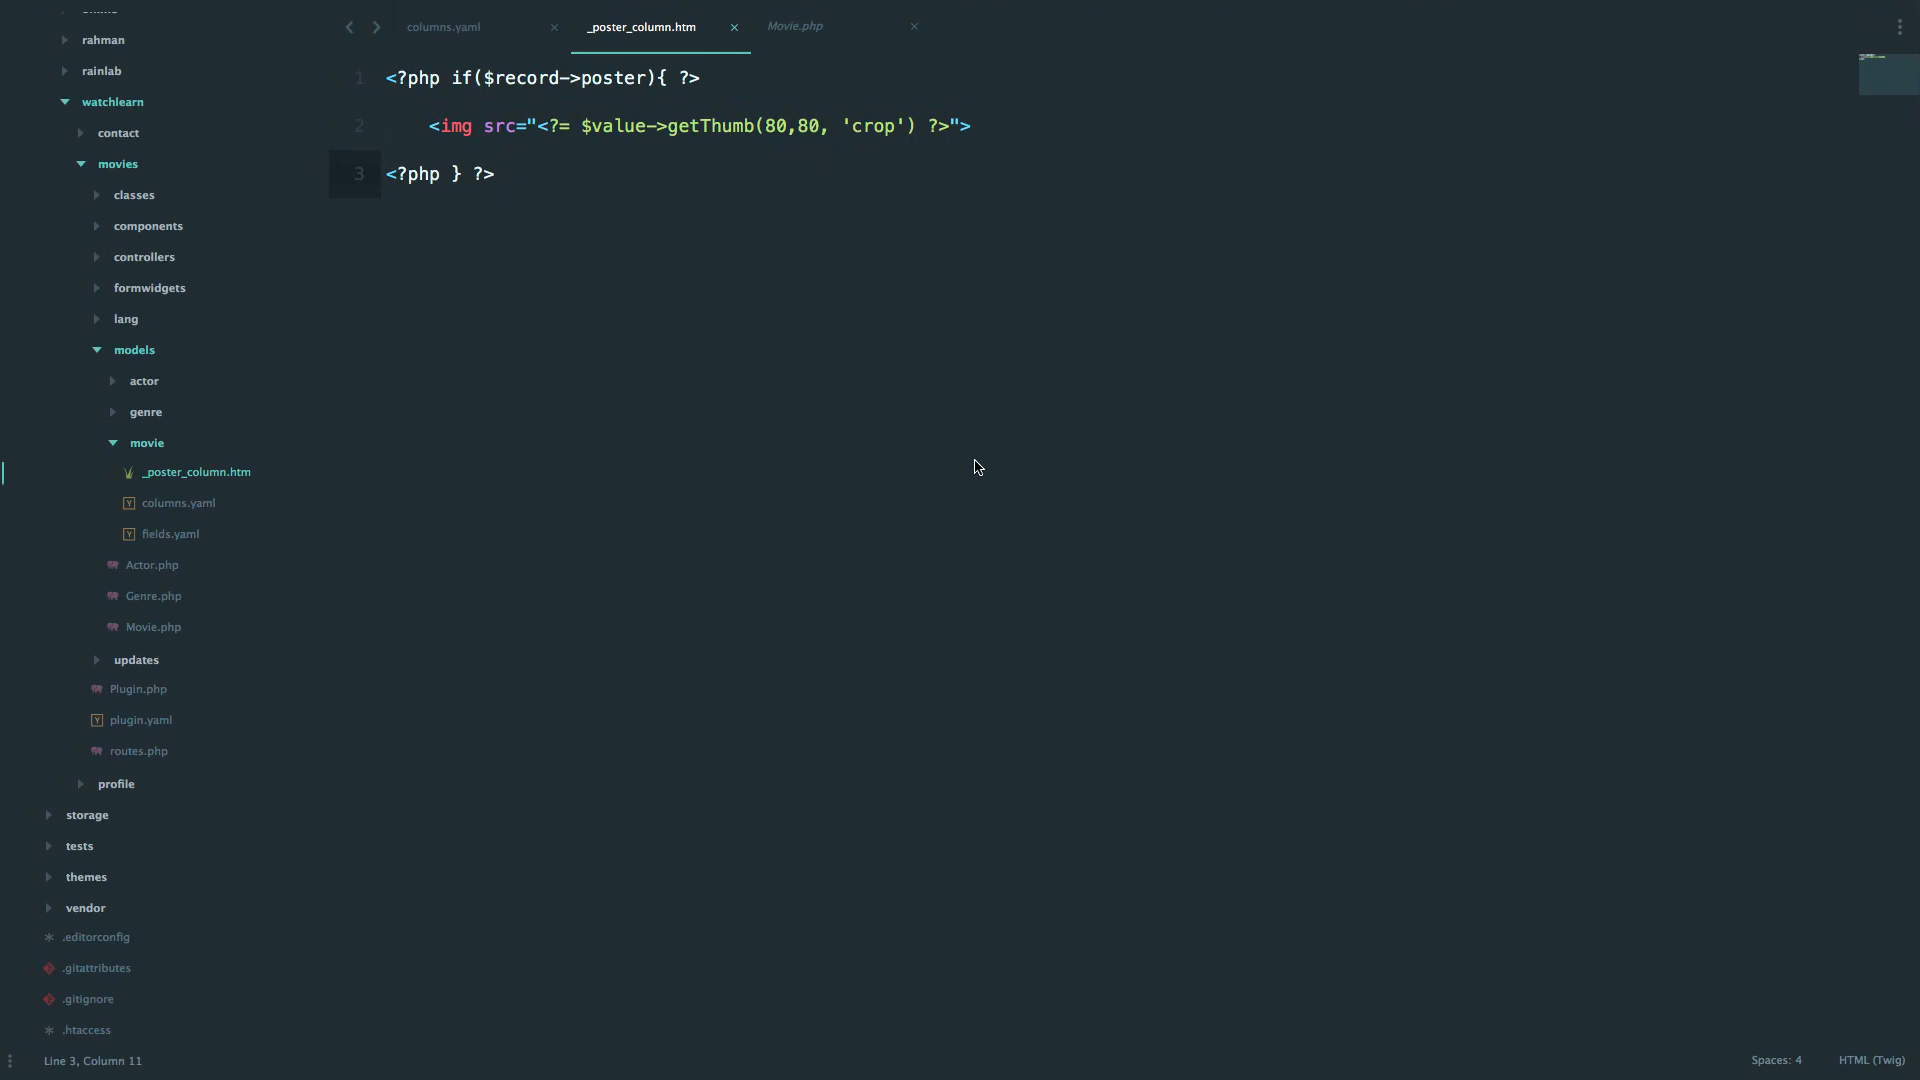 rahman
rainlab
watchlearn
contact
movies
classes
components
controllers
formwidgets
lang
models
actor
genre
movie
_poster_column.htm
columns.yaml
fields.yaml
Actor.php
Genre.php
Movie.php
updates
Plugin.php
plugin.yaml
routes.php
profile
storage
tests
themes
vendor
.editorconfig
.gitattributes
.gitignore
.htaccess
columns.yaml
_poster_column.htm
Movie.php
1 <?php if($record->poster){ ?>
2 <img src="<?= $value->getThumb(80,80, 'crop') ?>">
3 <?php } ?>
Line 3, Column 11
Spaces: 4
HTML (Twig)